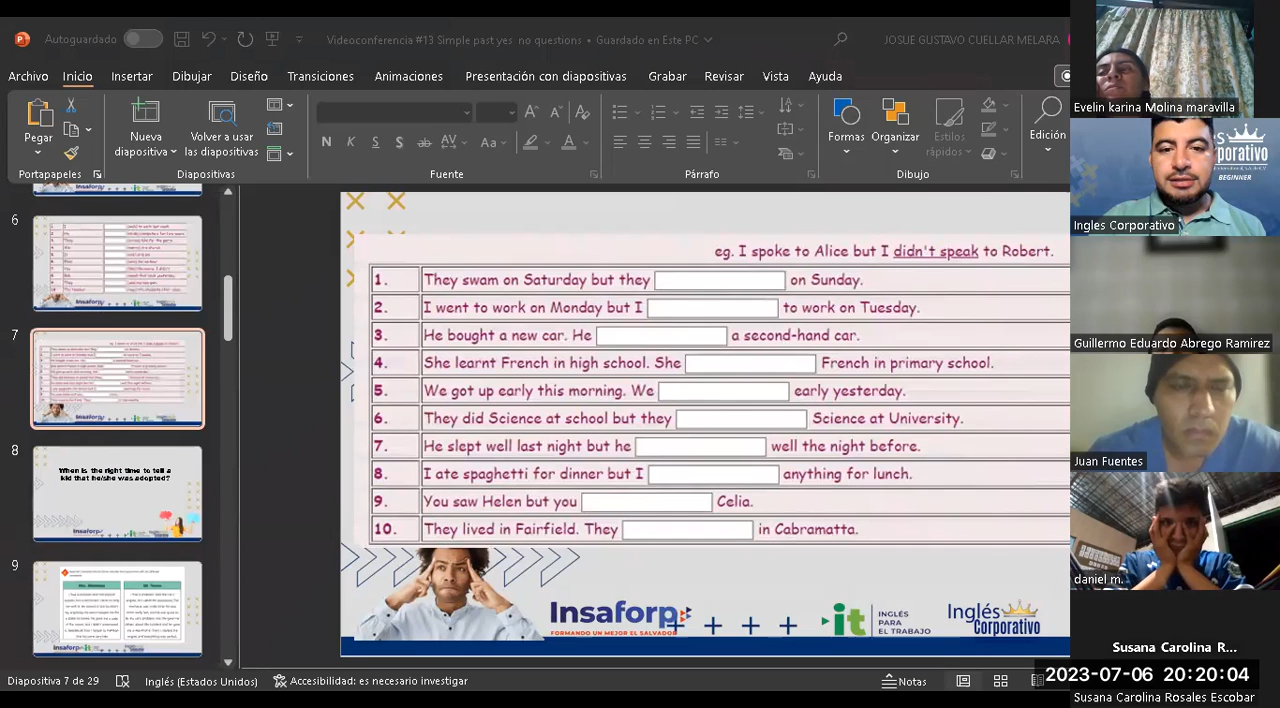 Autoguardado
Videoconferencia #13 Simple past yes no questions • Guardado en Este PC
JOSUE GUSTAVO CUELLAR MELARA
Archivo Inicio Insertar Dibujar Diseño Transiciones Animaciones Presentación con diapositivas Grabar Revisar Vista Ayuda
Pegar
Nueva diapositiva
Volver a usar las diapositivas
Formas Organizar Estilos rápidos
Edición
N K S S ab AV Aa A
Portapapeles Diapositivas Fuente Párrafo Dibujo
6
7
8
When is the right time to tell a
kid that he/she was adopted?
9
eg. I spoke to Ann but I didn't speak to Robert.
1. They swam on Saturday but they on Sunday.
2. I went to work on Monday but I to work on Tuesday.
3. He bought a new car. He a second-hand car.
4. She learnt French in high school. She French in primary school.
5. We got up early this morning. We early yesterday.
6. They did Science at school but they Science at University.
7. He slept well last night but he well the night before.
8. I ate spaghetti for dinner but I anything for lunch.
9. You saw Helen but you Celia.
10. They lived in Fairfield. They in Cabramatta.
Insaforp
FORMANDO UN MEJOR EL SALVADOR
INGLÉS
PARA
EL TRABAJO
Inglés
Corporativo
Diapositiva 7 de 29
Inglés (Estados Unidos)
Accesibilidad: es necesario investigar
Notas
Evelin karina Molina maravilla
BEGINNER
Ingles Corporativo
Guillermo Eduardo Abrego Ramirez
Juan Fuentes
daniel m.
Susana Carolina R...
2023-07-06 20:20:04
Susana Carolina Rosales Escobar